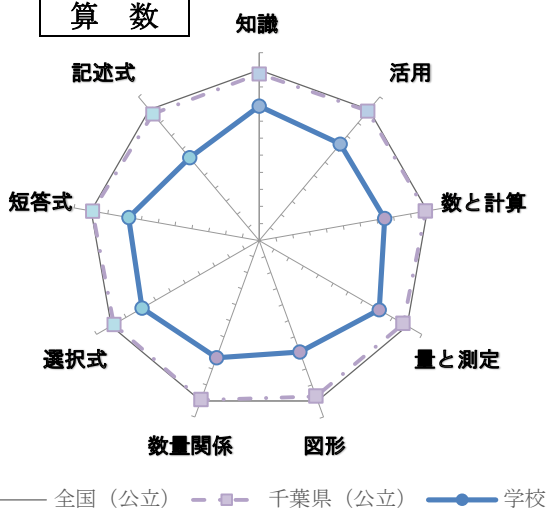 算 数
知識
活用
数と計算
量と測定
図形
数量関係
選択式
短答式
記述式
全国（公立） 千葉県（公立） 学校